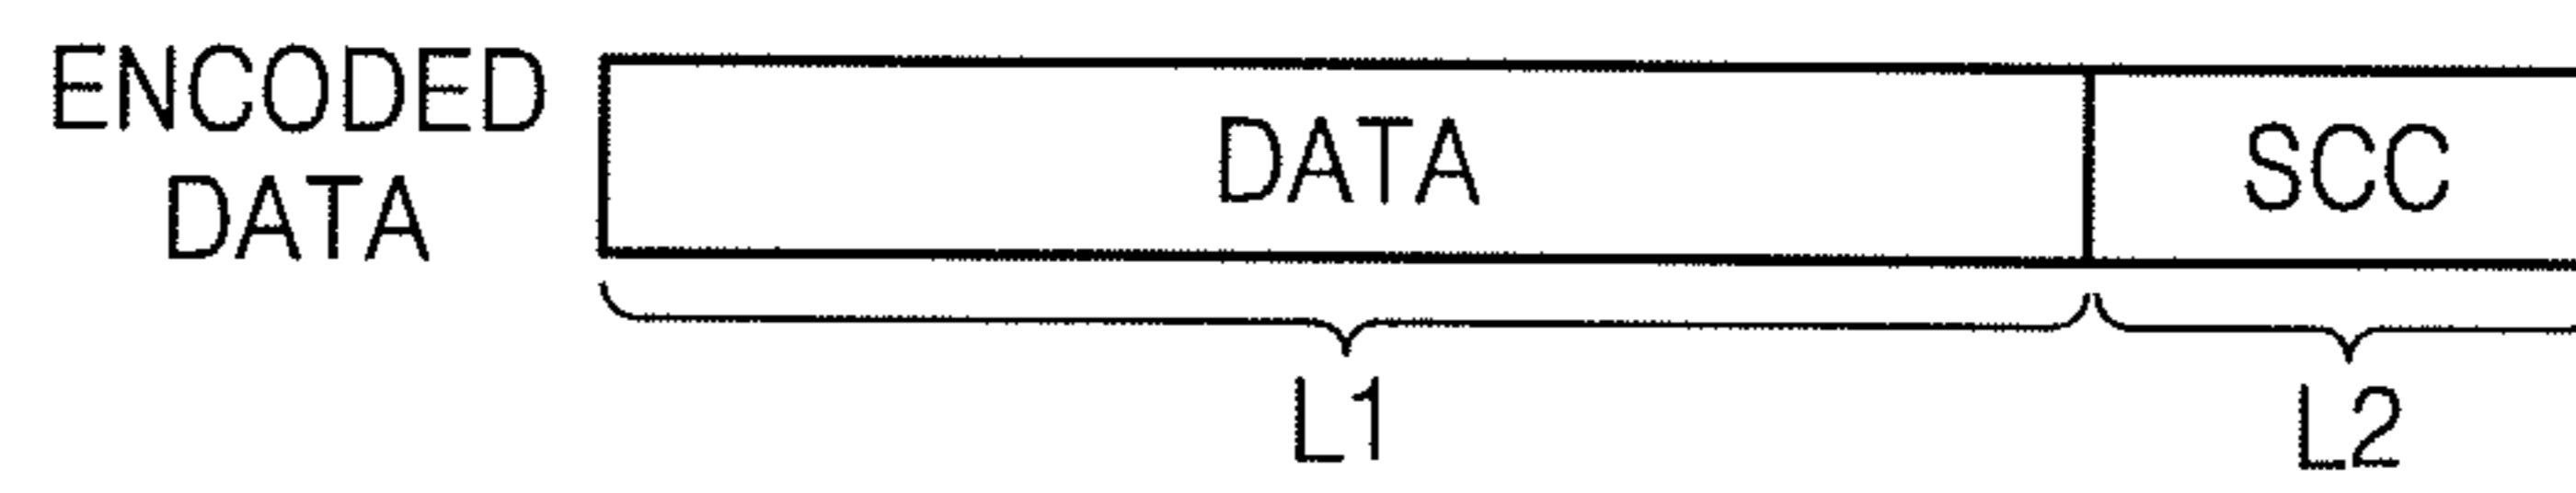 ENCODED
DATA
DATA
SCC
L1
L2